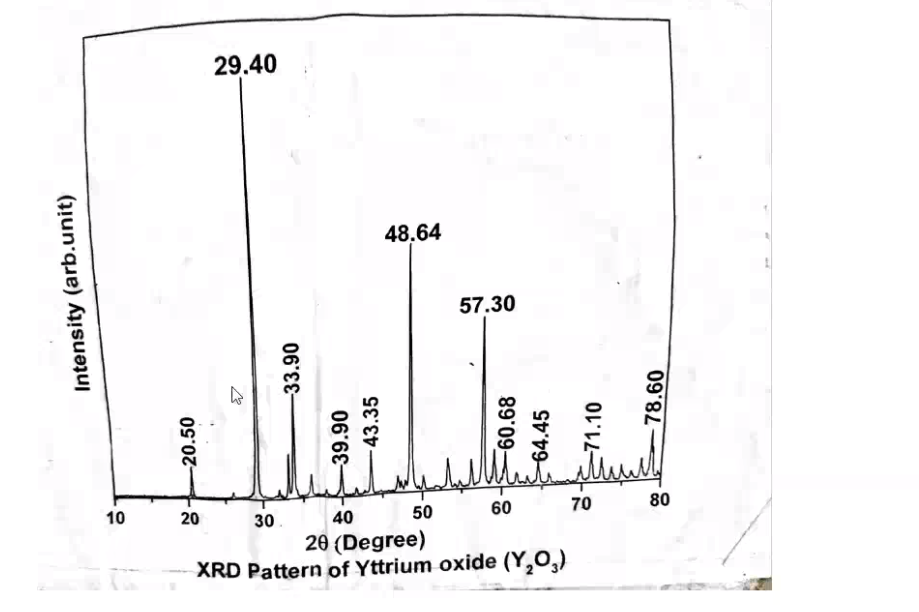 29.40
48.64
57.30
33.90
20.50
39.90
43.35
60.68
64.45
71.10
78.60
Intensity (arb.unit)
10 20 30 40 50 60 70 80
2θ (Degree)
XRD Pattern of Yttrium oxide (Y₂O₃)